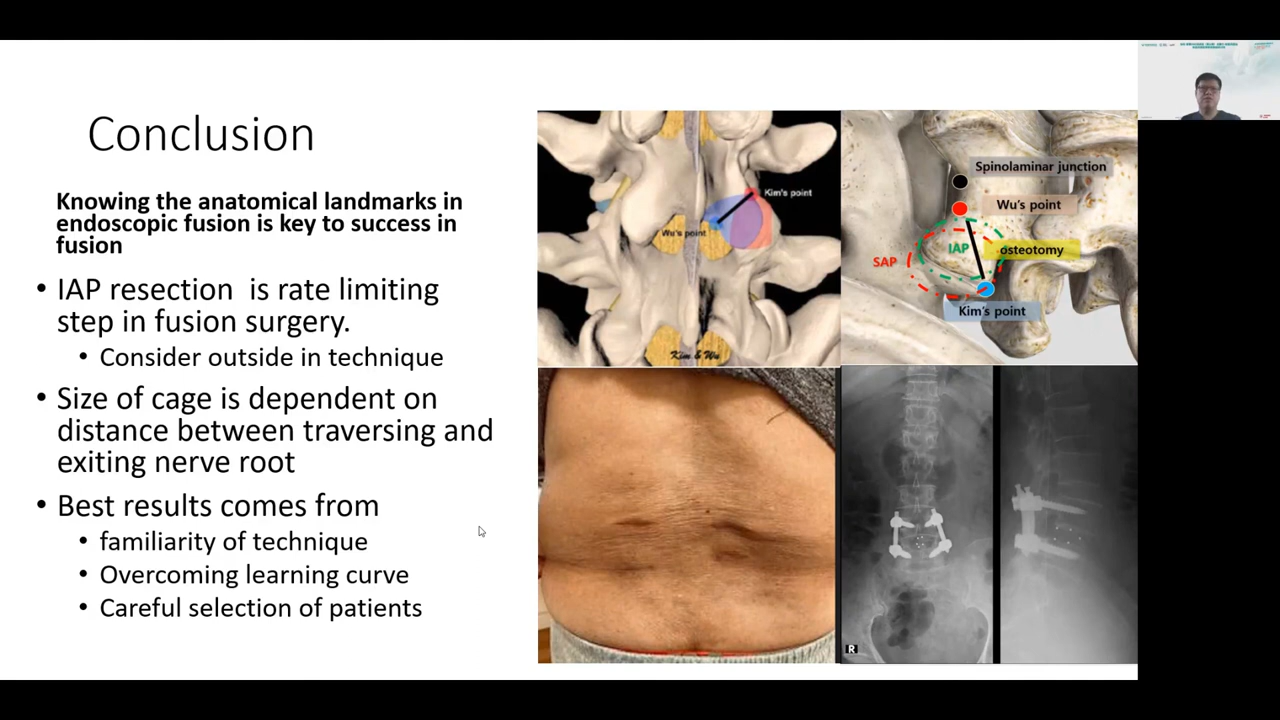 Conclusion
Knowing the anatomical landmarks in
endoscopic fusion is key to success in
fusion
• IAP resection  is rate limiting
step in fusion surgery.
• Consider outside in technique
• Size of cage is dependent on
distance between traversing and
exiting nerve root
• Best results comes from
• familiarity of technique
• Overcoming learning curve
• Careful selection of patients
Kim's point
Wu's point
Kim & Wu
Spinolaminar junction
Wu's point
IAP
osteotomy
SAP
Kim's point
R